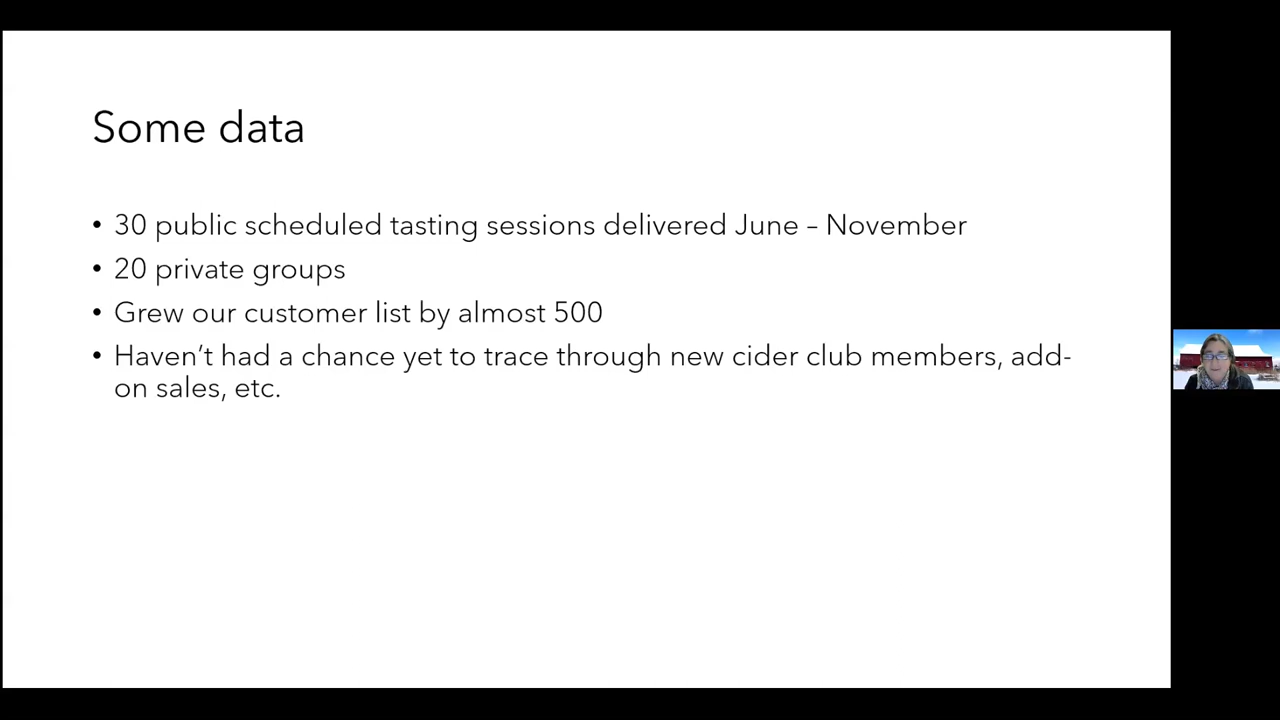 Some data
• 30 public scheduled tasting sessions delivered June – November
• 20 private groups
• Grew our customer list by almost 500
• Haven’t had a chance yet to trace through new cider club members, add-
on sales, etc.